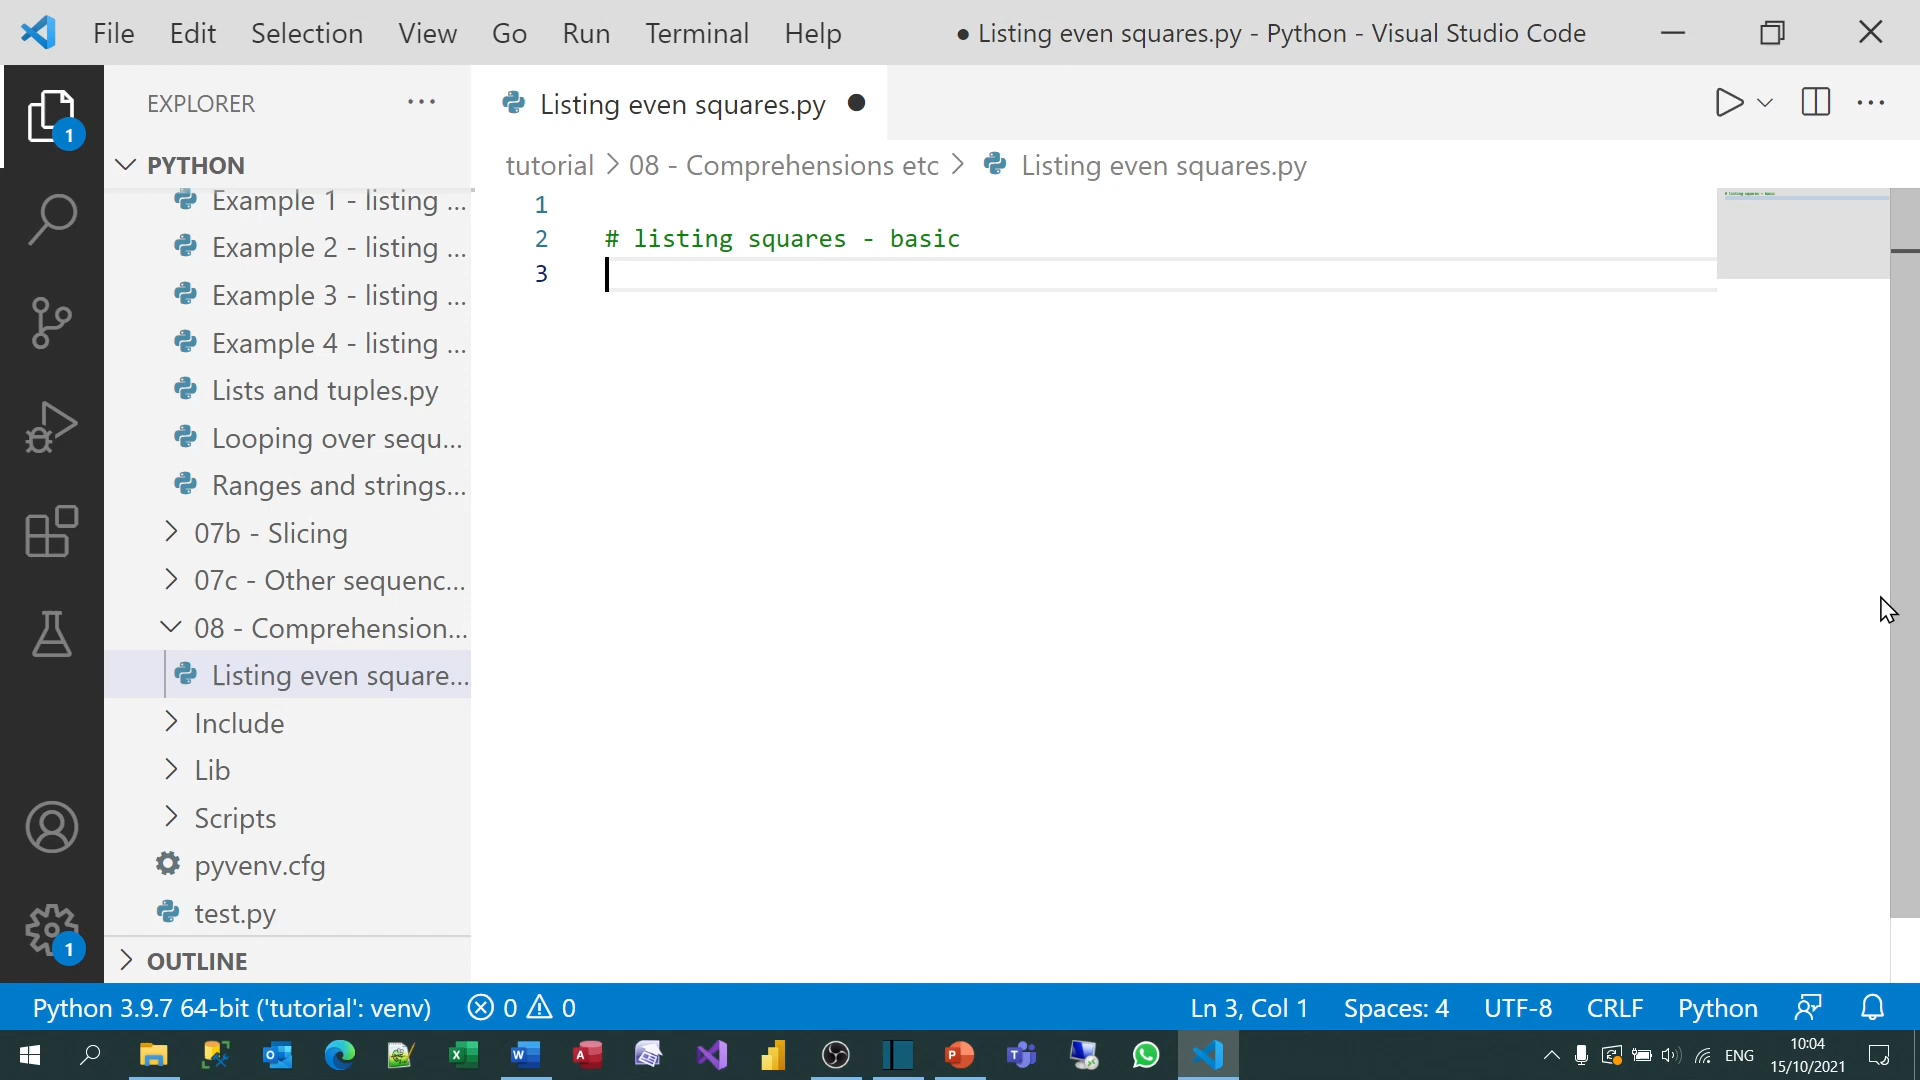 File Edit Selection View Go Run Terminal Help
● Listing even squares.py - Python - Visual Studio Code
EXPLORER
1
PYTHON
Example 1 - listing ...
Example 2 - listing ...
Example 3 - listing ...
Example 4 - listing ...
Lists and tuples.py
Looping over sequ...
Ranges and strings...
07b - Slicing
07c - Other sequenc...
08 - Comprehension...
Listing even square...
Include
Lib
Scripts
pyvenv.cfg
test.py
OUTLINE
1
Listing even squares.py ●
tutorial > 08 - Comprehensions etc > Listing even squares.py
1
2 # listing squares - basic
3
Python 3.9.7 64-bit ('tutorial': venv) 0 0
Ln 3, Col 1 Spaces: 4 UTF-8 CRLF Python
ENG
10:04
15/10/2021